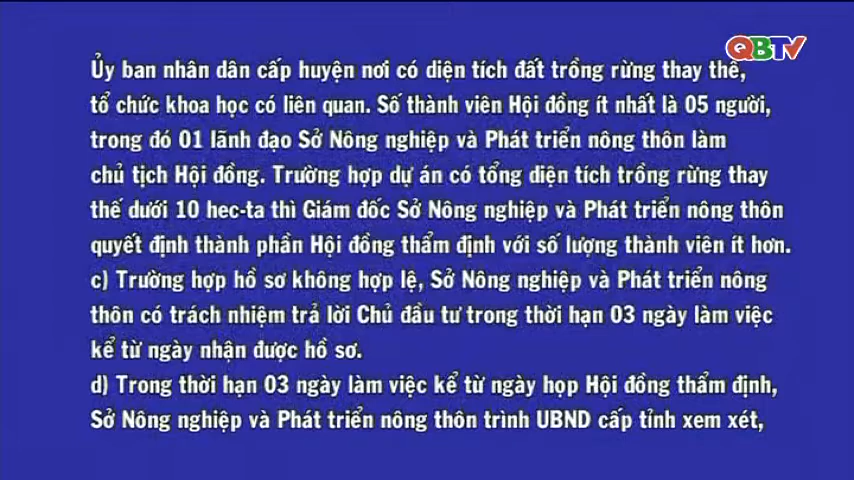 QBTV
Ủy ban nhân dân cấp huyện nơi có diện tích đất trồng rừng thay thế,
tổ chức khoa học có liên quan. Số thành viên Hội đồng ít nhất là 05 người,
trong đó 01 lãnh đạo Sở Nông nghiệp và Phát triển nông thôn làm
chủ tịch Hội đồng. Trường hợp dự án có tổng diện tích trồng rừng thay
thế dưới 10 hec-ta thì Giám đốc Sở Nông nghiệp và Phát triển nông thôn
quyết định thành phần Hội đồng thẩm định với số lượng thành viên ít hơn.
c) Trường hợp hồ sơ không hợp lệ, Sở Nông nghiệp và Phát triển nông
thôn có trách nhiệm trả lời Chủ đầu tư trong thời hạn 03 ngày làm việc
kể từ ngày nhận được hồ sơ.
d) Trong thời hạn 03 ngày làm việc kể từ ngày họp Hội đồng thẩm định,
Sở Nông nghiệp và Phát triển nông thôn trình UBND cấp tỉnh xem xét,